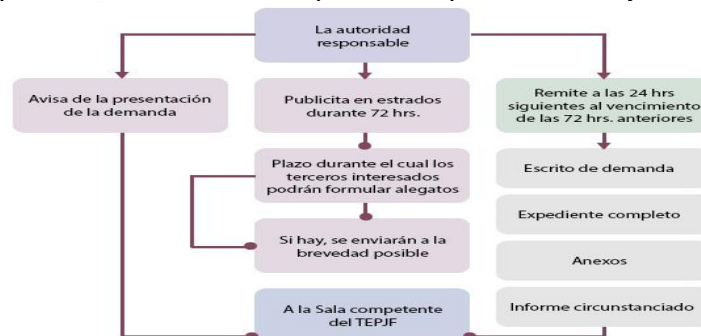 La autoridad
responsable
Avisa de la presentación
de la demanda
Publicita en estrados
durante 72 hrs.
Remite a las 24 hrs
siguientes al vencimiento
de las 72 hrs. anteriores
Plazo durante el cual los
terceros interesados
podrán formular alegatos
Si hay, se enviarán a la
brevedad posible
Escrito de demanda
Expediente completo
Anexos
Informe circunstanciado
A la Sala competente
del TEPJF